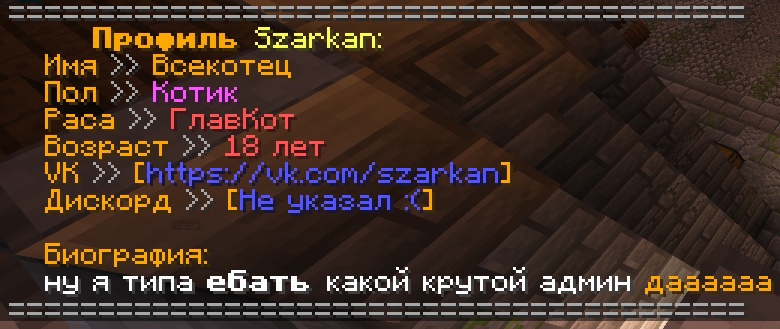 ================================================
Профиль Szarkan:
Имя >> Всекотец
Пол >> Котик
Раса >> ГлавКот
Возраст >> 18 лет
VK >> [https://vk.com/szarkan]
Дискорд >> [Не указал :(]
Биография:
ну я типа ебать какой крутой админ дааааааа
================================================